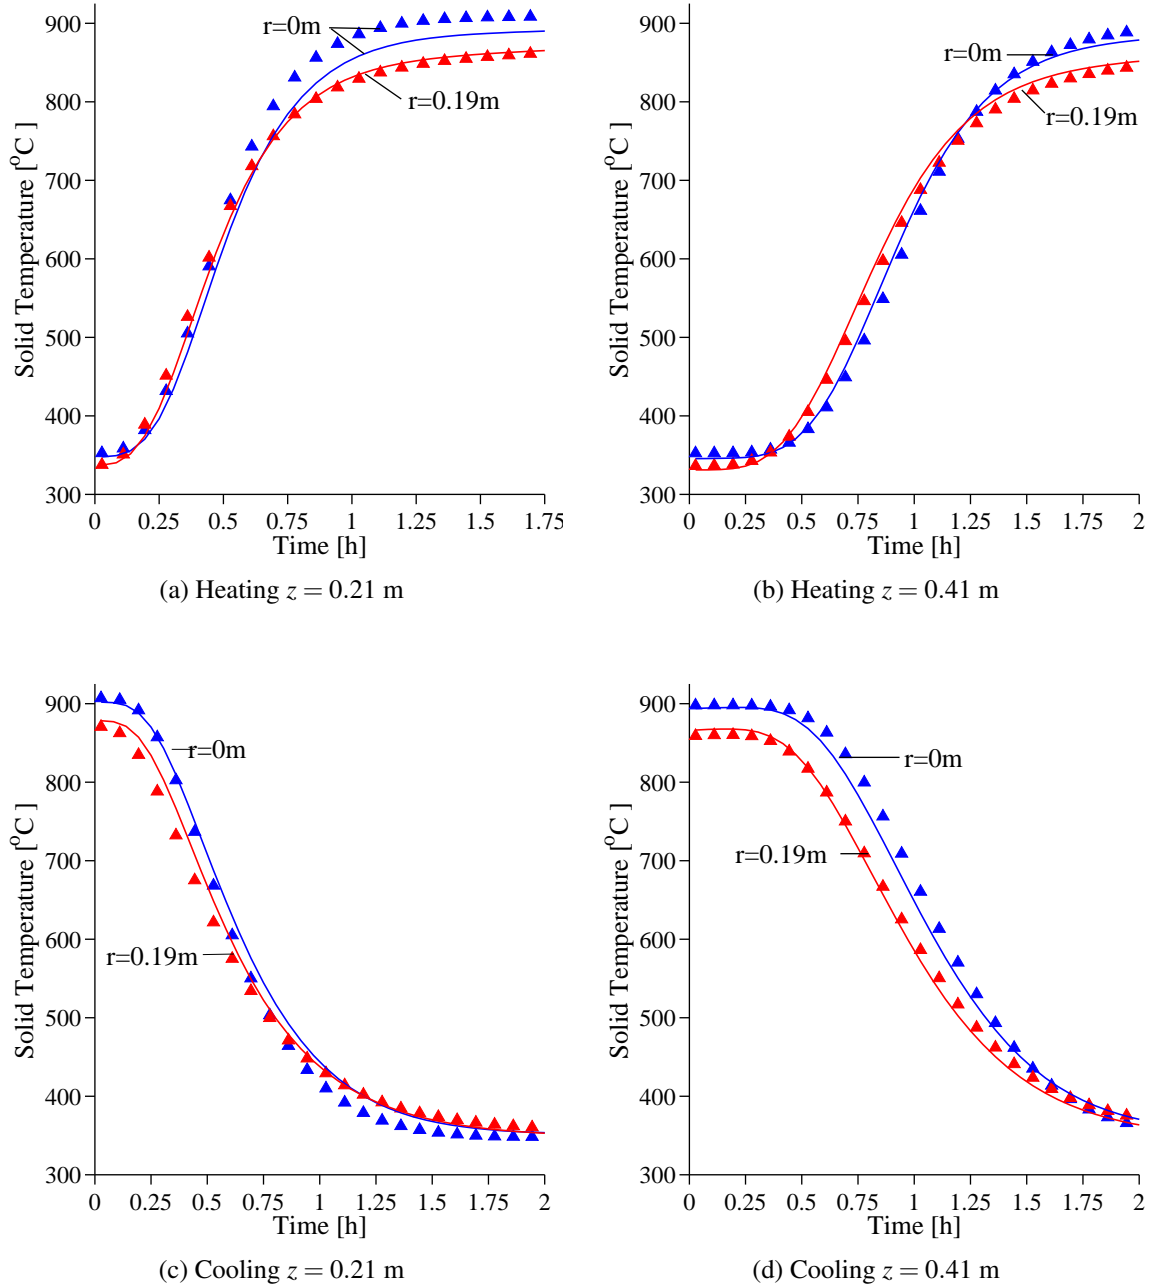 900
800
700
600
500
400
300
Solid Temperature [°C ]
r=0m
r=0.19m
0 0.25 0.5 0.75 1 1.25 1.5 1.75
Time [h]
(a) Heating z = 0.21 m
900
800
700
600
500
400
300
Solid Temperature [°C ]
r=0m
r=0.19m
0 0.25 0.5 0.75 1 1.25 1.5 1.75 2
Time [h]
(b) Heating z = 0.41 m
900
800
700
600
500
400
300
Solid Temperature [°C ]
r=0m
r=0.19m
0 0.25 0.5 0.75 1 1.25 1.5 1.75 2
Time [h]
(c) Cooling z = 0.21 m
900
800
700
600
500
400
300
Solid Temperature [°C ]
r=0m
r=0.19m
0 0.25 0.5 0.75 1 1.25 1.5 1.75 2
Time [h]
(d) Cooling z = 0.41 m